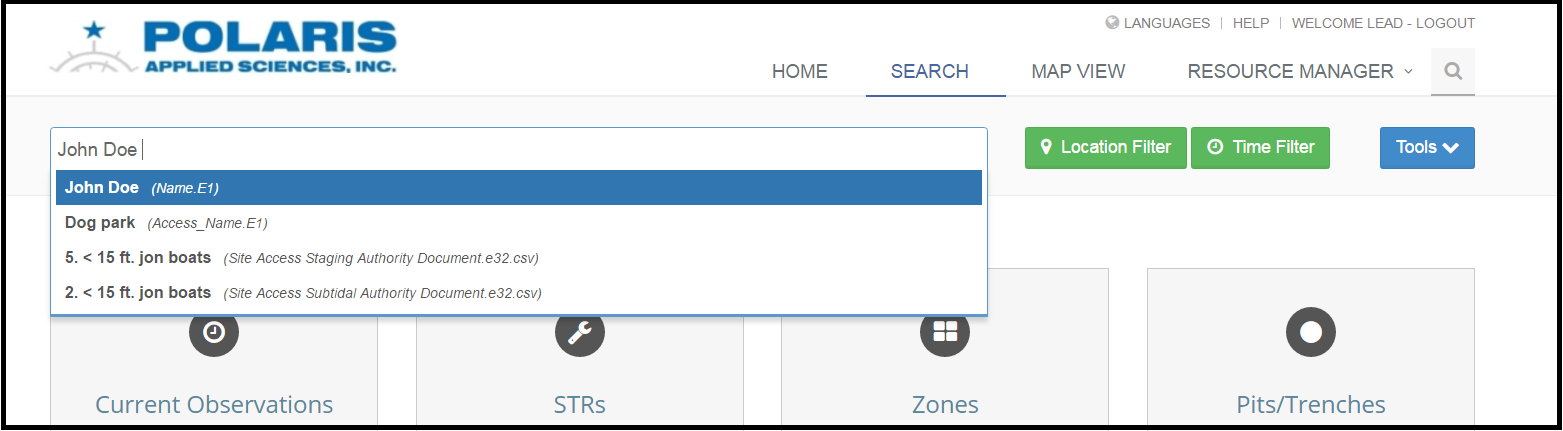 POLARIS
APPLIED SCIENCES, INC.
LANGUAGES | HELP | WELCOME LEAD - LOGOUT
HOME SEARCH MAP VIEW RESOURCE MANAGER
John Doe
Location Filter Time Filter Tools
John Doe (Name.E1)
Dog park (Access_Name.E1)
5. < 15 ft. jon boats (Site Access Staging Authority Document.e32.csv)
2. < 15 ft. jon boats (Site Access Subtidal Authority Document.e32.csv)
Current Observations STRs Zones Pits/Trenches